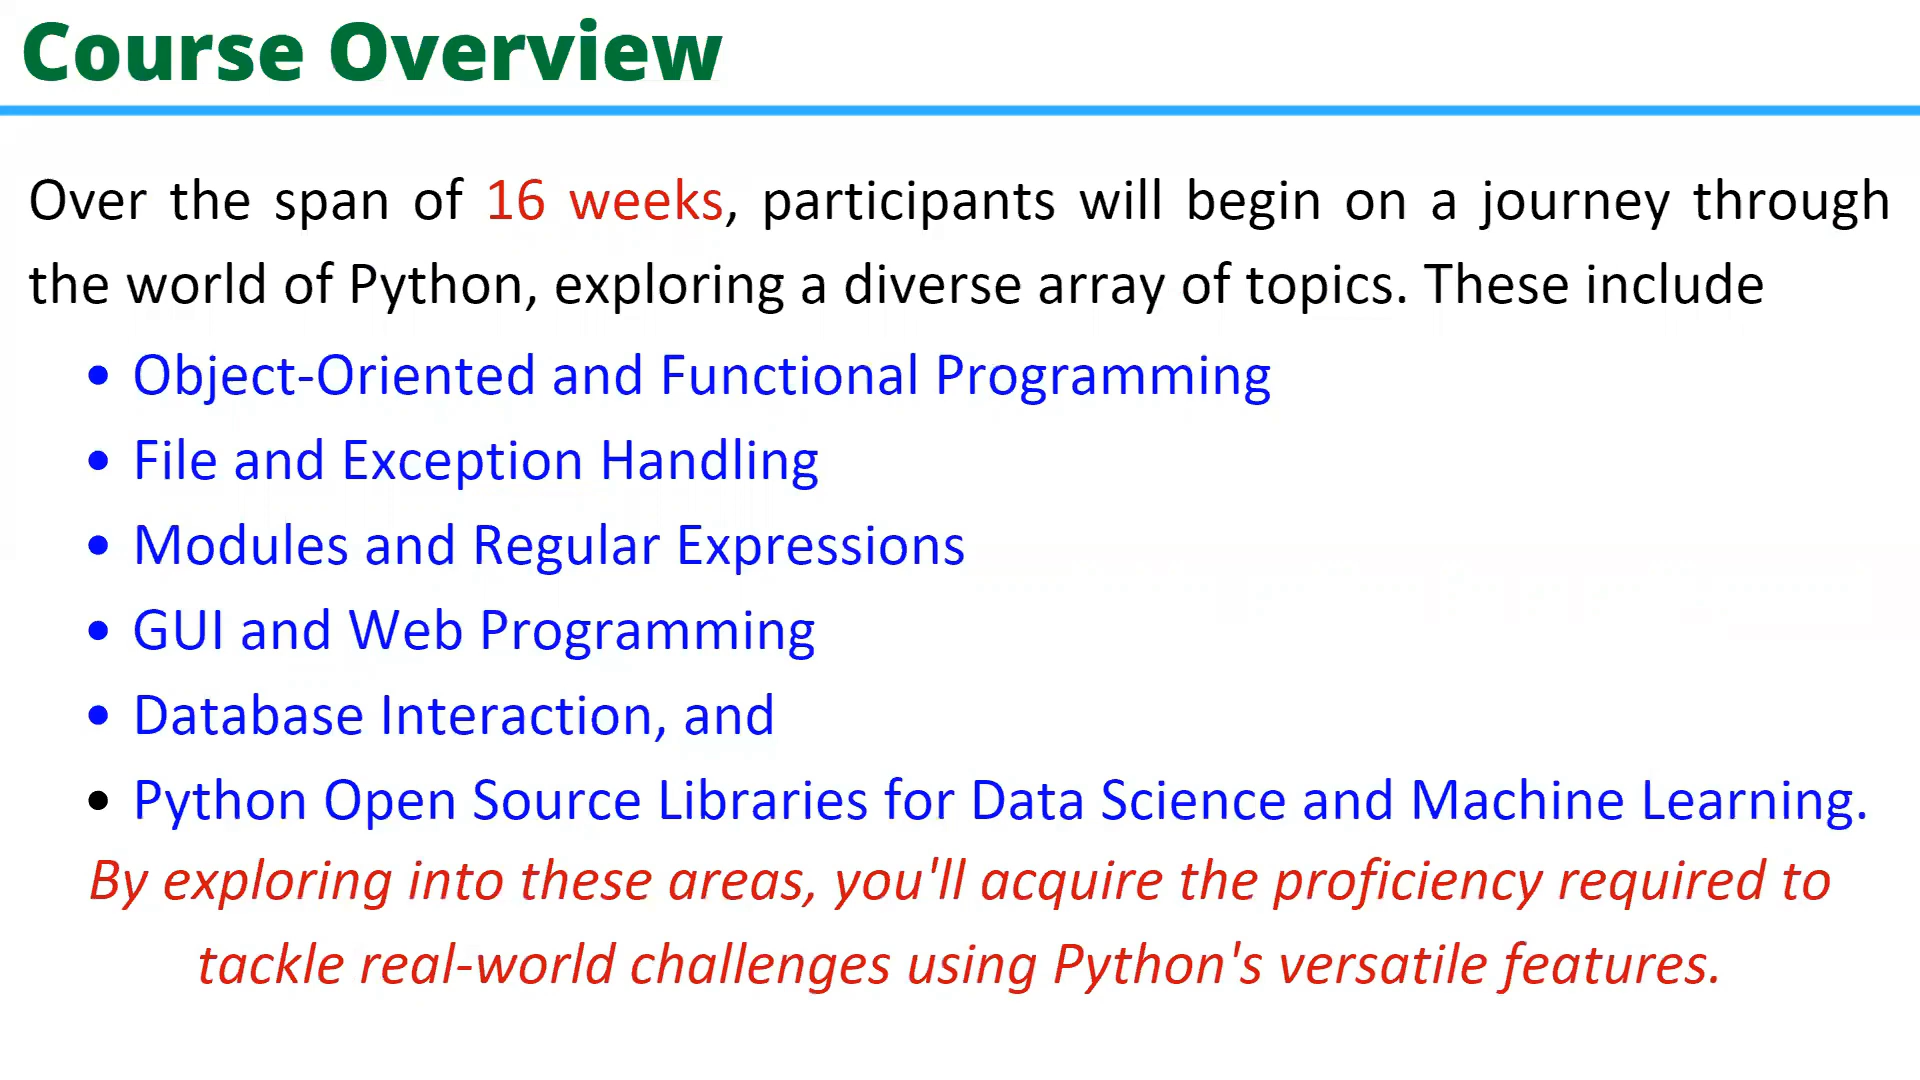 Course Overview
Over the span of 16 weeks, participants will begin on a journey through
the world of Python, exploring a diverse array of topics. These include
• Object-Oriented and Functional Programming
• File and Exception Handling
• Modules and Regular Expressions
• GUI and Web Programming
• Database Interaction, and
• Python Open Source Libraries for Data Science and Machine Learning.
By exploring into these areas, you'll acquire the proficiency required to
tackle real-world challenges using Python's versatile features.